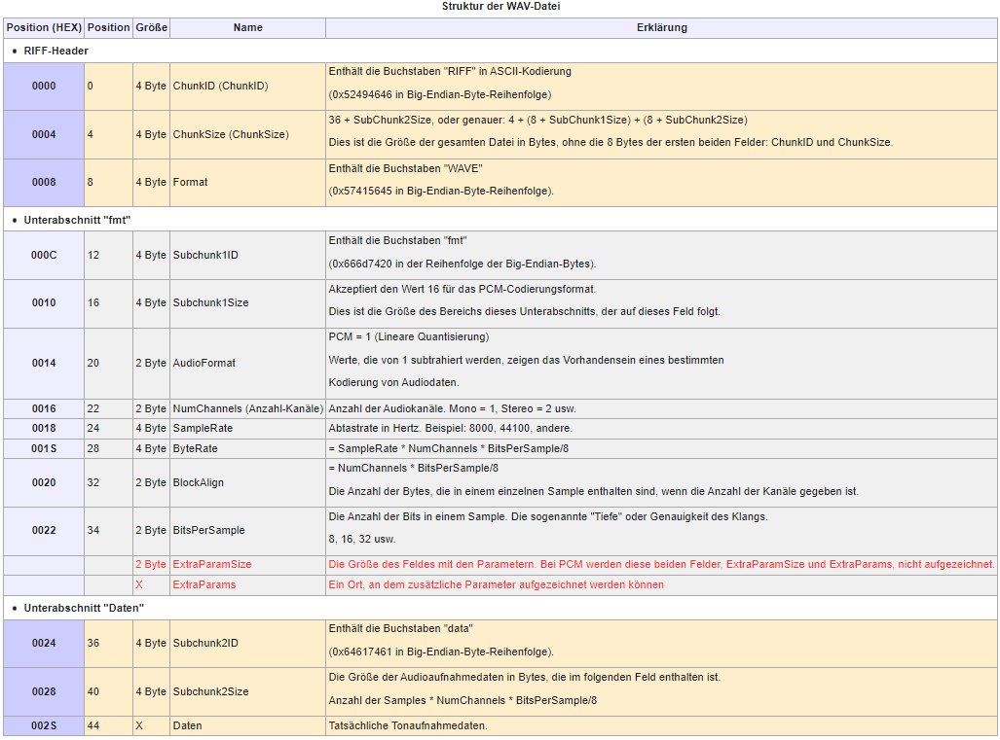 Struktur der WAV-Datei
Position (HEX) Position Größe Name Erklärung
• RIFF-Header
0000 0 4 Byte ChunkID (ChunkID) Enthält die Buchstaben "RIFF" in ASCII-Kodierung
(0x52494646 in Big-Endian-Byte-Reihenfolge)
0004 4 4 Byte ChunkSize (ChunkSize) 36 + SubChunk2Size, oder genauer: 4 + (8 + SubChunk1Size) + (8 + SubChunk2Size)
Dies ist die Größe der gesamten Datei in Bytes, ohne die 8 Bytes der ersten beiden Felder: ChunkID und ChunkSize.
0008 8 4 Byte Format Enthält die Buchstaben "WAVE"
(0x57415645 in Big-Endian-Byte-Reihenfolge).
• Unterabschnitt "fmt"
000C 12 4 Byte Subchunk1ID Enthält die Buchstaben "fmt"
(0x666d7420 in der Reihenfolge der Big-Endian-Bytes).
0010 16 4 Byte Subchunk1Size Akzeptiert den Wert 16 für das PCM-Codierungsformat.
Dies ist die Größe des Bereichs dieses Unterabschnitts, der auf dieses Feld folgt.
0014 20 2 Byte AudioFormat PCM = 1 (Lineare Quantisierung)
Werte, die von 1 subtrahiert werden, zeigen das Vorhandensein eines bestimmten
Kodierung von Audiodaten.
0016 22 2 Byte NumChannels (Anzahl-Kanäle) Anzahl der Audiokanäle. Mono = 1, Stereo = 2 usw.
0018 24 4 Byte SampleRate Abtastrate in Hertz. Beispiel: 8000, 44100, andere.
001S 28 4 Byte ByteRate = SampleRate * NumChannels * BitsPerSample/8
0020 32 2 Byte BlockAlign = NumChannels * BitsPerSample/8
Die Anzahl der Bytes, die in einem einzelnen Sample enthalten sind, wenn die Anzahl der Kanäle gegeben ist.
0022 34 2 Byte BitsPerSample Die Anzahl der Bits in einem Sample. Die sogenannte "Tiefe" oder Genauigkeit des Klangs.
8, 16, 32 usw.
2 Byte ExtraParamSize Die Größe des Feldes mit den Parametern. Bei PCM werden diese beiden Felder, ExtraParamSize und ExtraParams, nicht aufgezeichnet.
X ExtraParams Ein Ort, an dem zusätzliche Parameter aufgezeichnet werden können
• Unterabschnitt "Daten"
0024 36 4 Byte Subchunk2ID Enthält die Buchstaben "data"
(0x64617461 in Big-Endian-Byte-Reihenfolge).
0028 40 4 Byte Subchunk2Size Die Größe der Audioaufnahmedaten in Bytes, die im folgenden Feld enthalten ist.
Anzahl der Samples * NumChannels * BitsPerSample/8
002S 44 X Daten Tatsächliche Tonaufnahmedaten.